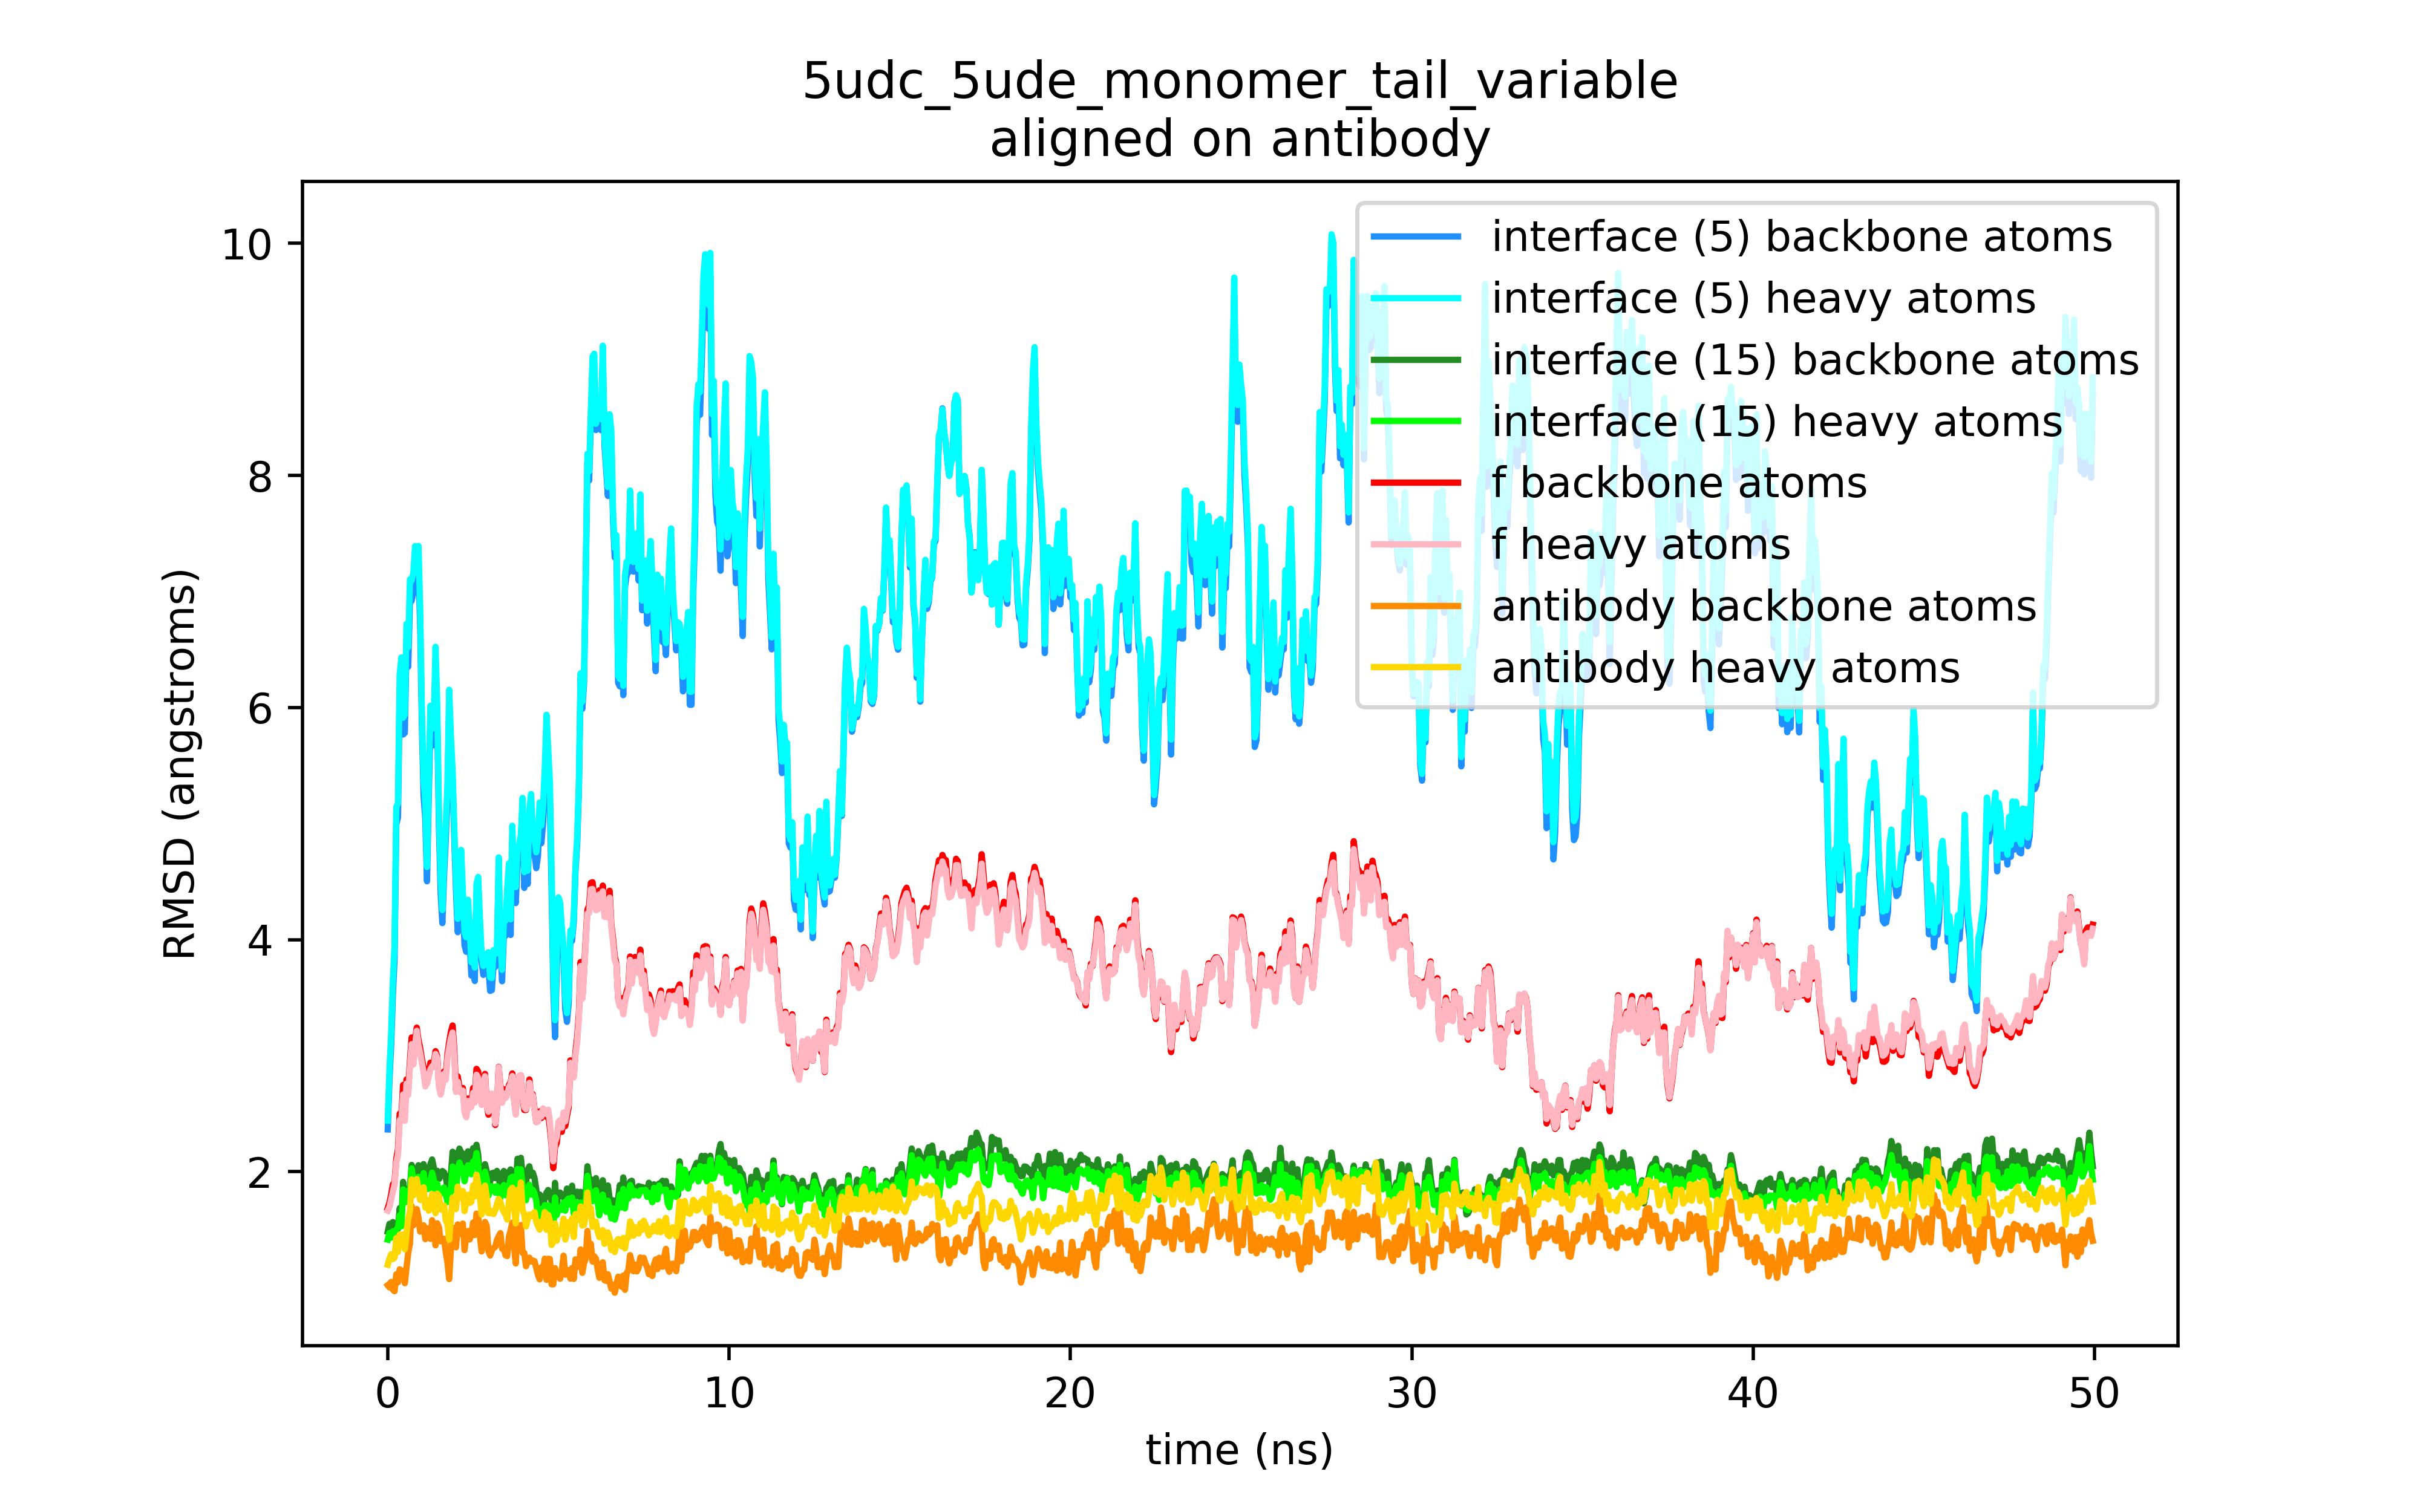 5udc_5ude_monomer_tail_variable
aligned on antibody
10
8
6
4
2
RMSD (angstroms)
interface (5) backbone atoms
interface (5) heavy atoms
interface (15) backbone atoms
interface (15) heavy atoms
f backbone atoms
f heavy atoms
antibody backbone atoms
antibody heavy atoms
0 10 20 30 40 50
time (ns)